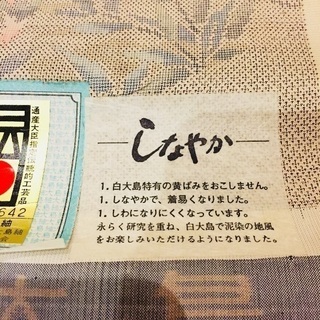 通産大臣指定伝統的工芸品
642
紬
しなやか
1.白大島特有の黄ばみをおこしません。
1.しなやかで、着易くなりました。
1.しわになりにくくなっています。
永らく研究を重ね、白大島で泥染の地風
をお楽しみいただけるようになりました。